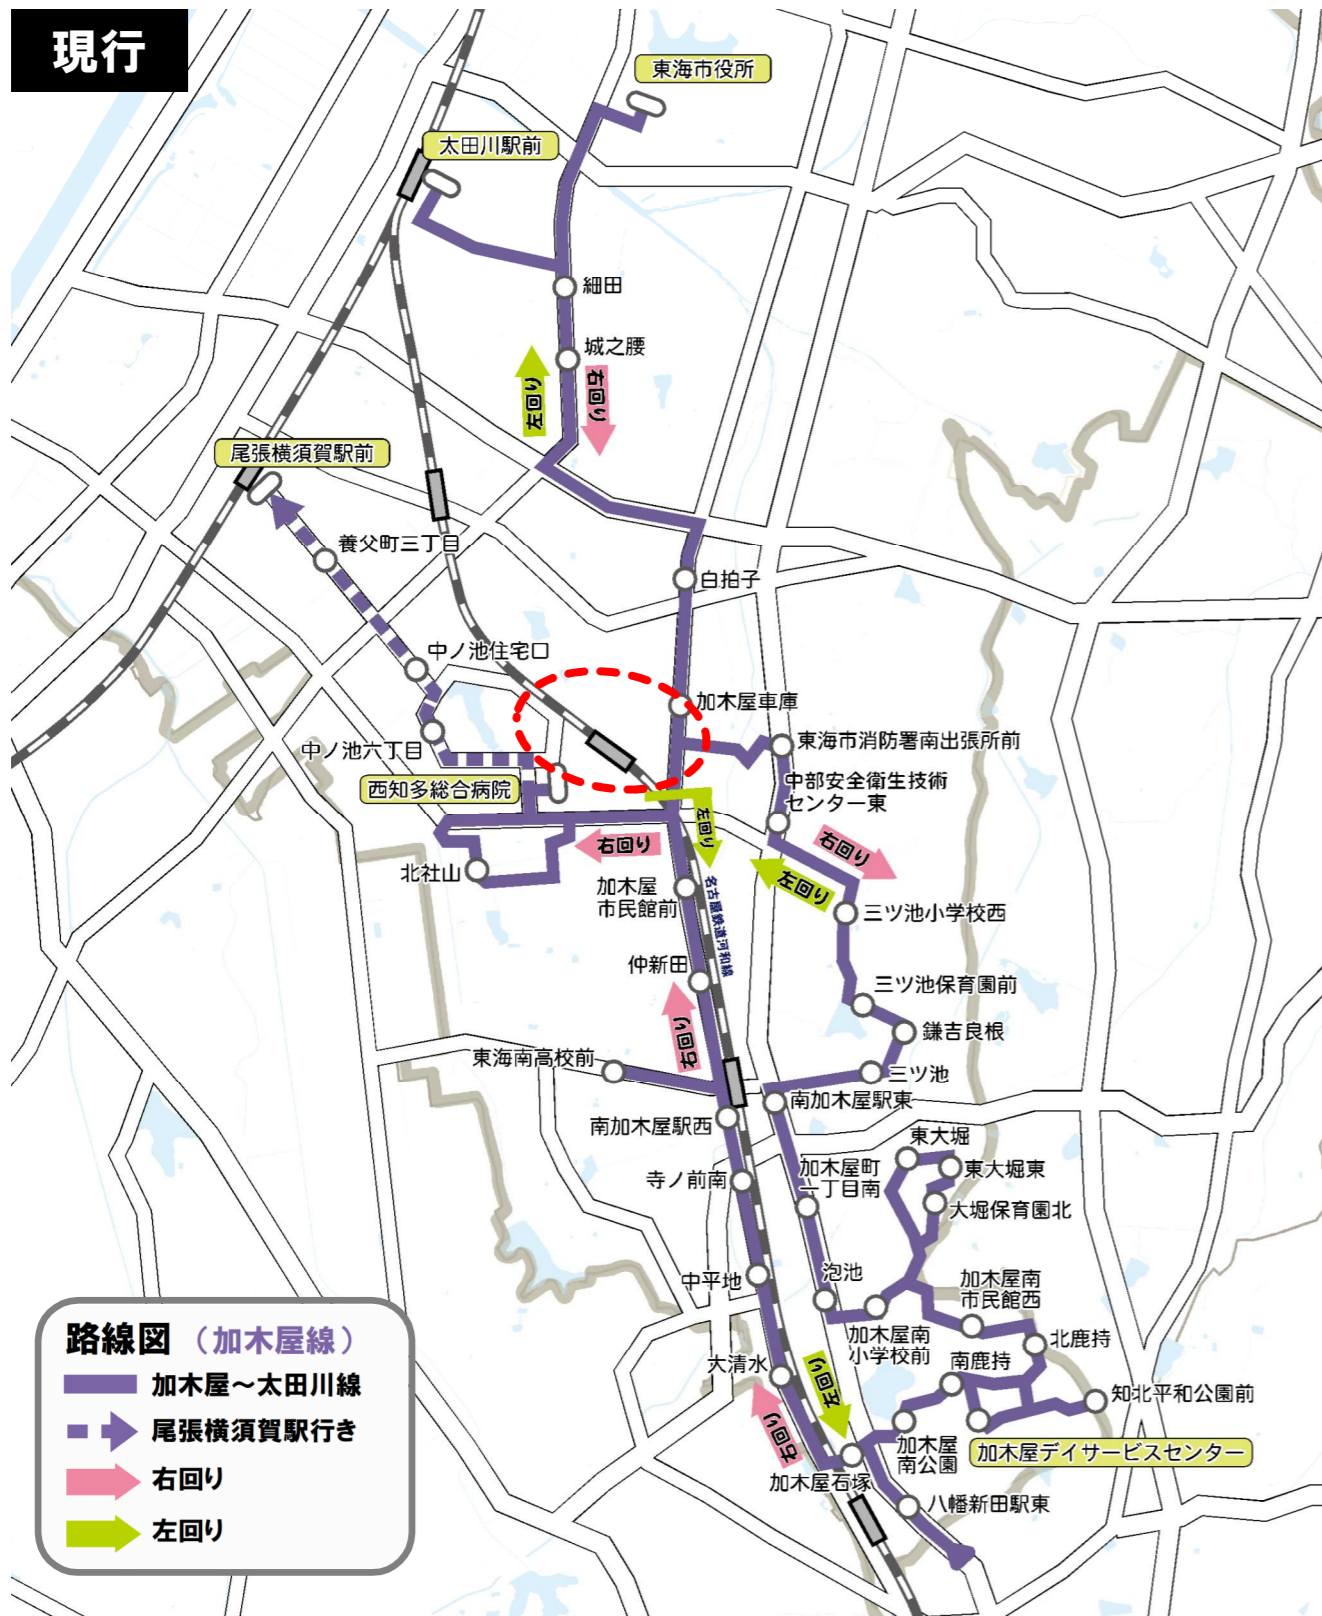 現行
東海市役所
太田川駅前
細田
城之腰
左回り
右回り
尾張横須賀駅前
養父町三丁目
白拍子
中ノ池住宅口
加木屋車庫
中ノ池六丁目
東海市消防署南出張所前
西知多総合病院
中部安全衛生技術
センター東
左回り
右回り
右回り
左回り
北社山
加木屋
市民館前
名古屋鉄道河和線
三ツ池小学校西
仲新田
三ツ池保育園前
右回り
鎌吉良根
東海南高校前
三ツ池
南加木屋駅東
南加木屋駅西
東大堀
加木屋町
一丁目南
東大堀東
寺ノ前南
大堀保育園北
中平地
泡池
加木屋南
市民館西
加木屋南
小学校前
北鹿持
大清水
左回り
南鹿持
知北平和公園前
右回り
加木屋
南公園
加木屋デイサービスセンター
加木屋石塚
八幡新田駅東
路線図（加木屋線）
加木屋～太田川線
尾張横須賀駅行き
右回り
左回り